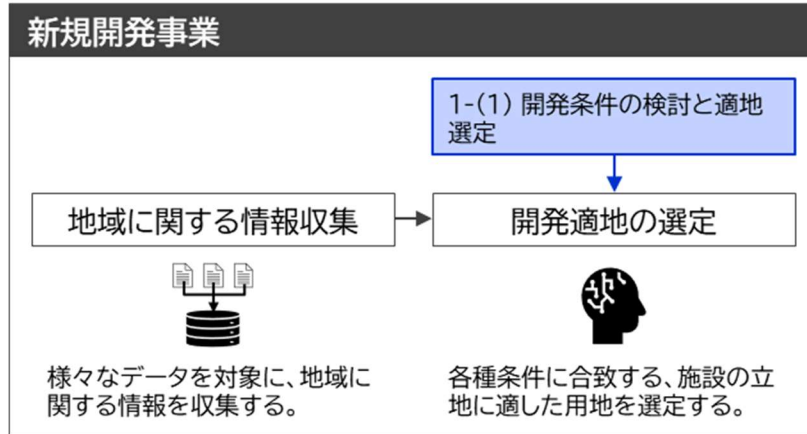 新規開発事業
1-(1) 開発条件の検討と適地
選定
地域に関する情報収集
開発適地の選定
様々なデータを対象に、地域に
関する情報を収集する。
各種条件に合致する、施設の立
地に適した用地を選定する。